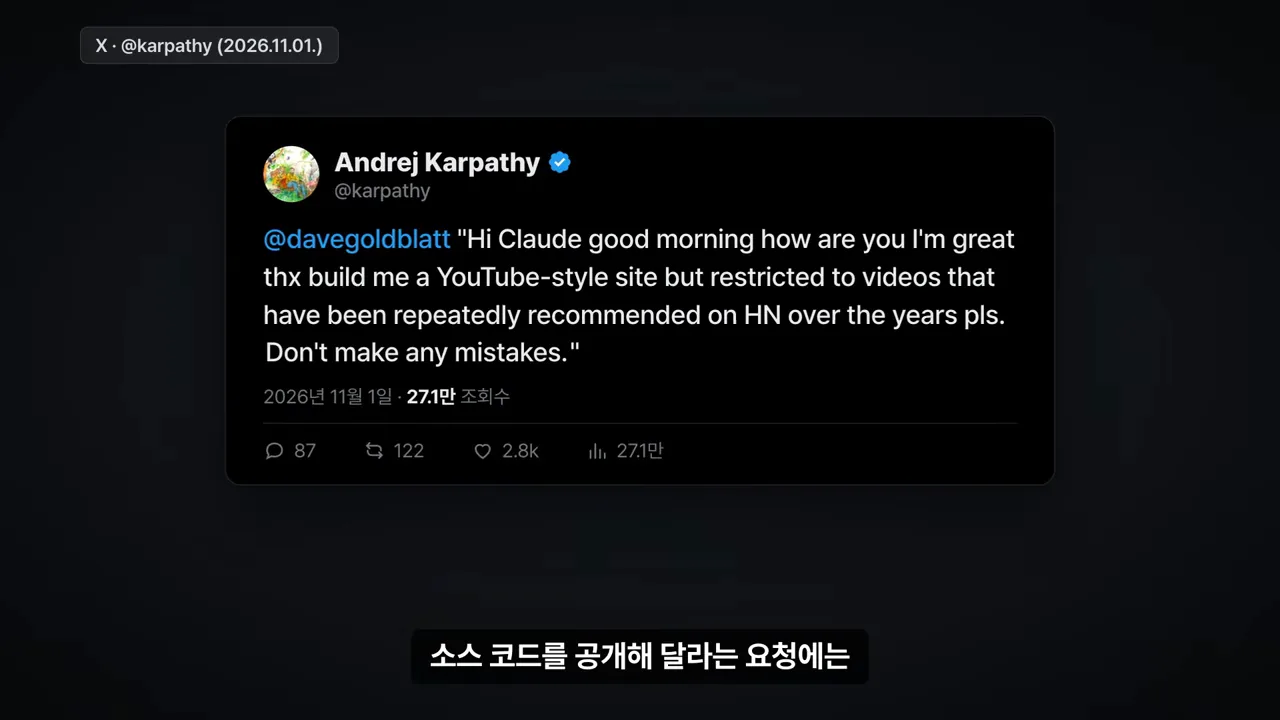 X · @karpathy (2026.11.01.)
Andrej Karpathy
@karpathy
@davegoldblatt "Hi Claude good morning how are you I'm great
thx build me a YouTube-style site but restricted to videos that
have been repeatedly recommended on HN over the years pls.
Don't make any mistakes."
2026년 11월 1일 · 27.1만 조회수
87 122 2.8k 27.1만
소스 코드를 공개해 달라는 요청에는